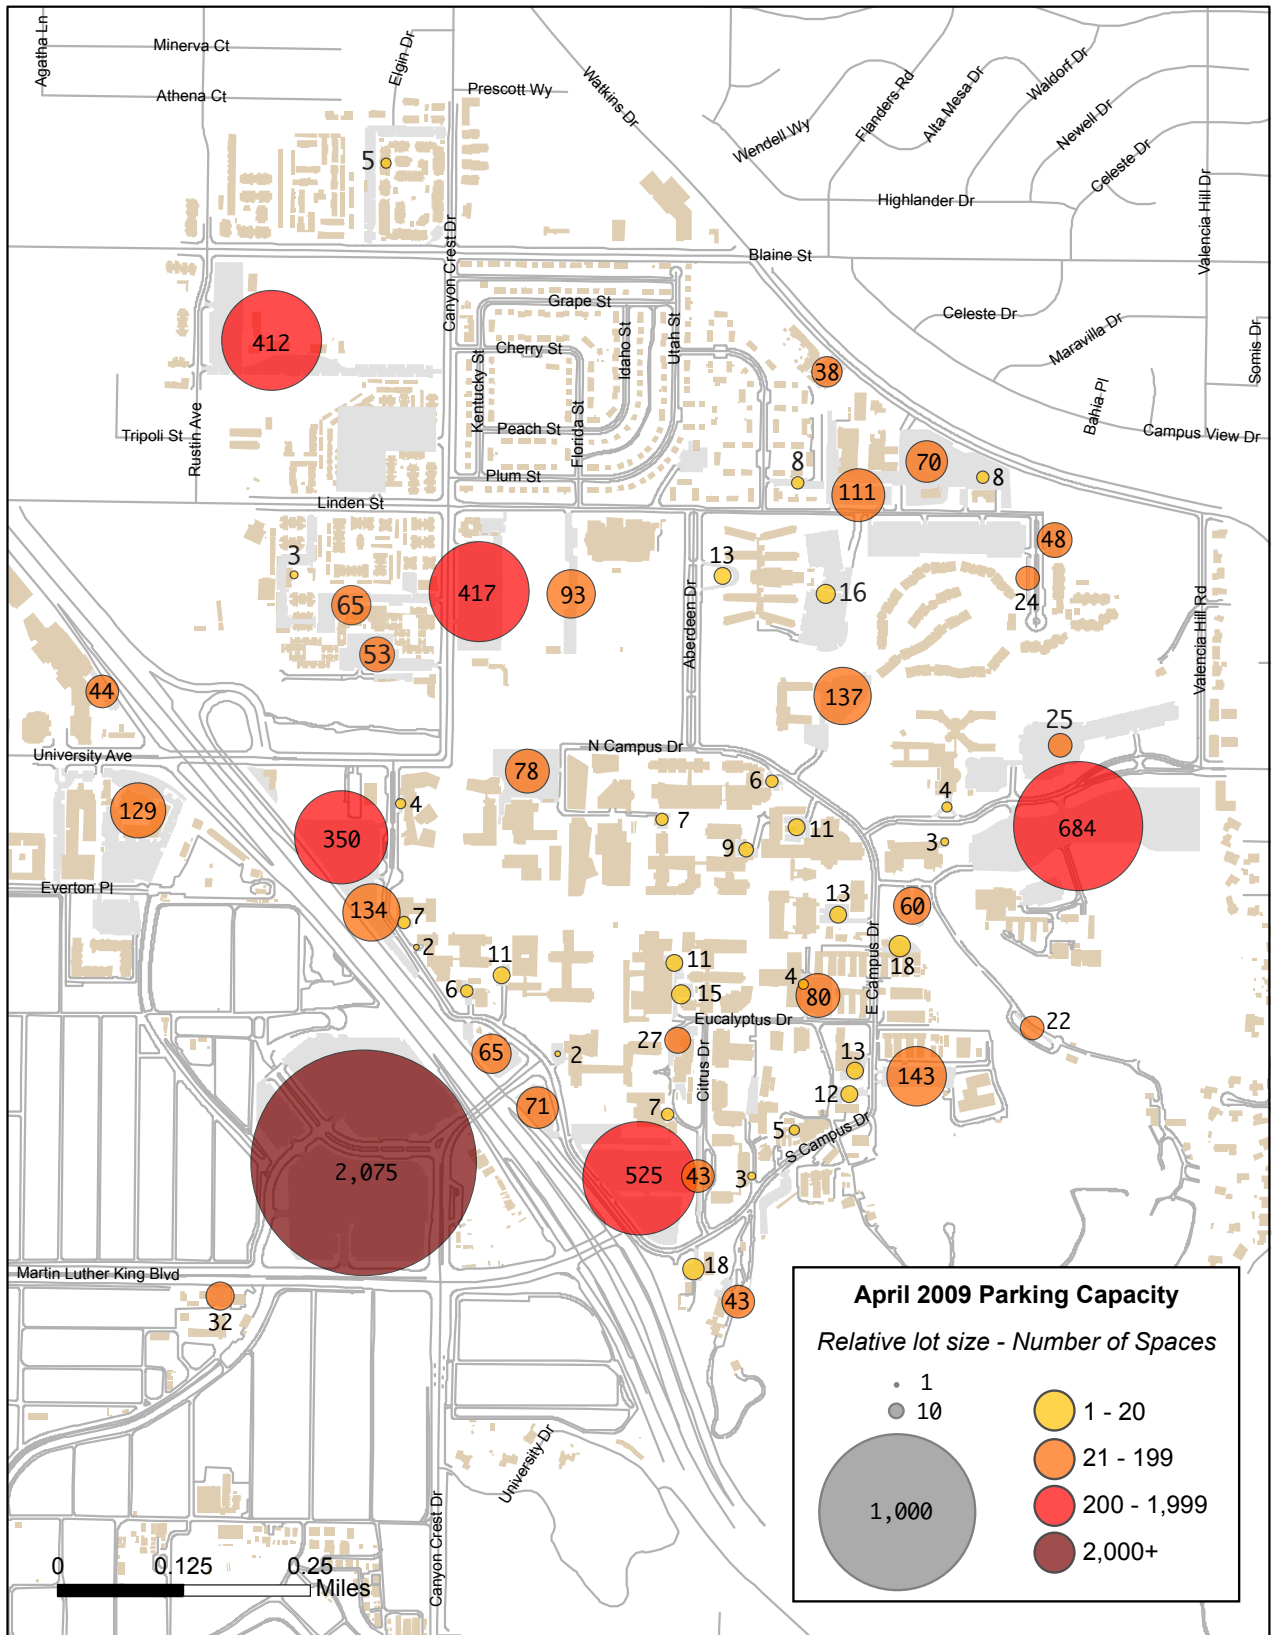 Agatha Ln
Minerva Ct
Elgin Dr
Athena Ct
Prescott Wy
Watkins Dr
Wendell Wy
Flanders Rd
Alta Mesa Dr
Waldorf Dr
Newell Dr
Celeste Dr
Highlander Dr
Valencia Hill Dr
5
Canyon Crest Dr
Blaine St
Grape St
Celeste Dr
Maravilla Dr
Somis Dr
412
Cherry St
Idaho St
Utah St
Kentucky St
38
Bahia Pl
Rustin Ave
Tripoli St
Peach St
Florida St
Campus View Dr
Plum St
8
70
8
111
Linden St
48
3
13
16
24
65
417
93
Aberdeen Dr
Valencia Hill Rd
53
44
137
25
University Ave
N Campus Dr
78
6
4
4
129
350
7
11
684
9
3
Everton Pl
134
7
13
60
2
E Campus Dr
11
11
18
6
4
15
80
Eucalyptus Dr
22
27
65
2
Citrus Dr
13
143
12
71
7
5
S Campus Dr
2,075
525
43
3
Martin Luther King Blvd
18
32
43
April 2009 Parking Capacity
Relative lot size - Number of Spaces
1
10
1,000
1 - 20
21 - 199
200 - 1,999
2,000+
University Dr
Canyon Crest Dr
0 0.125 0.25
Miles